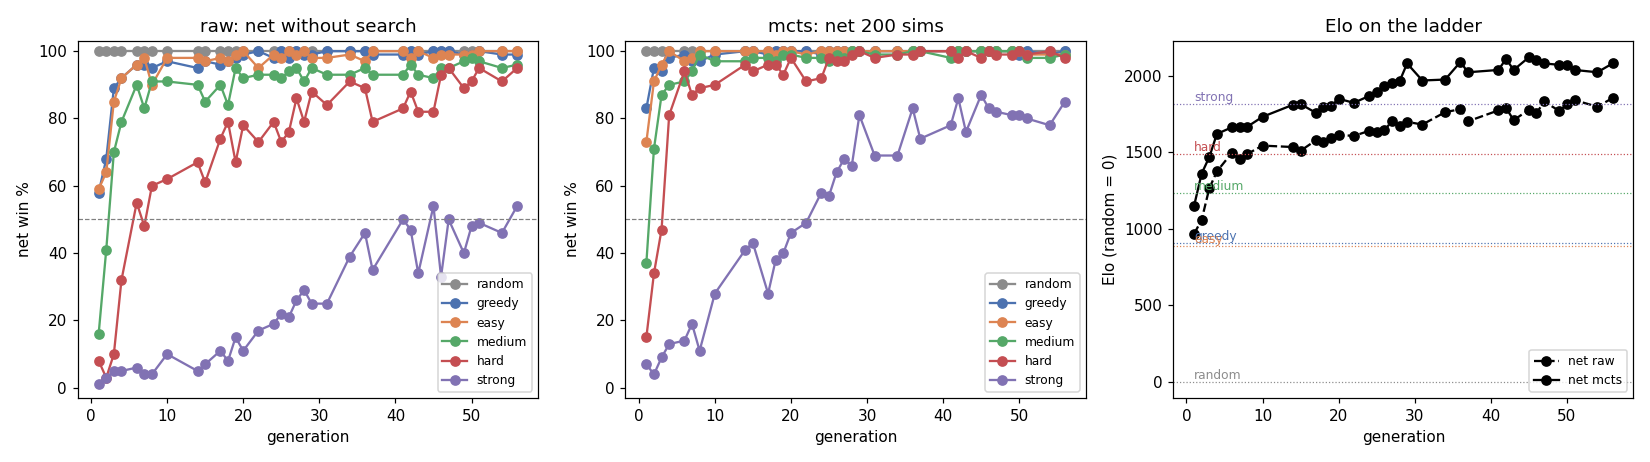 raw: net without search
net win %
100
80
60
40
20
0
0
10
20
30
40
50
generation
random
greedy
easy
medium
hard
strong
mcts: net 200 sims
net win %
100
80
60
40
20
0
0
10
20
30
40
50
generation
random
greedy
easy
medium
hard
strong
Elo on the ladder
Elo (random = 0)
2000
1500
1000
500
0
0
10
20
30
40
50
generation
strong
hard
medium
greedy
easy
random
net raw
net mcts